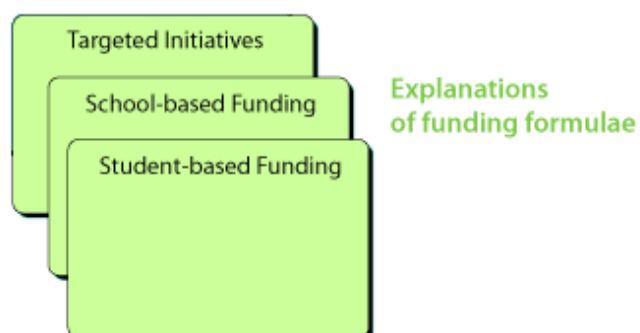 Targeted Initiatives
School-based Funding
Student-based Funding
Explanations
of funding formulae